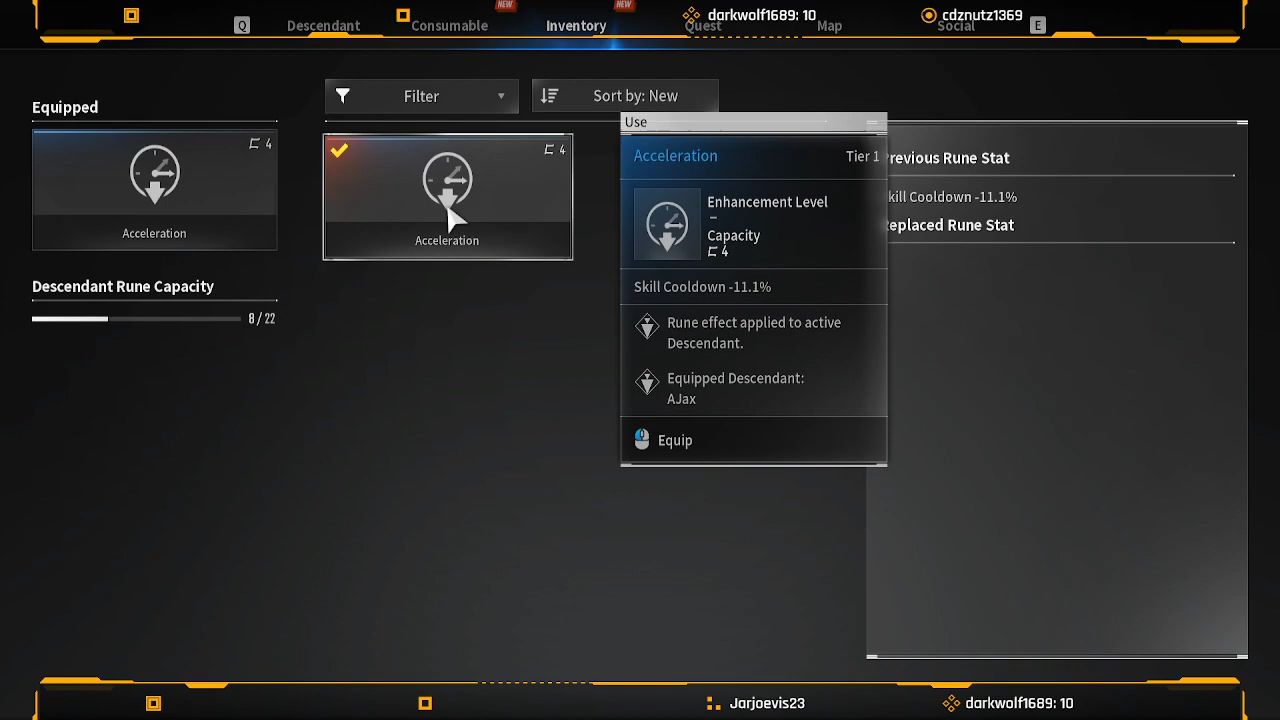 darkwolf1689: 10
cdznutz1369
Q
Descendant
NEW
Consumable
Inventory
NEW
Quest
Map
Social
E
Equipped
4
Acceleration
Descendant Rune Capacity
8 / 22
Filter
Sort by: New
4
Acceleration
Use
Acceleration
Tier 1
Enhancement Level
–
Capacity
4
Skill Cooldown -11.1%
Rune effect applied to active
Descendant.
Equipped Descendant:
AJax
Equip
revious Rune Stat
kill Cooldown -11.1%
eplaced Rune Stat
Jarjoevis23
darkwolf1689: 10